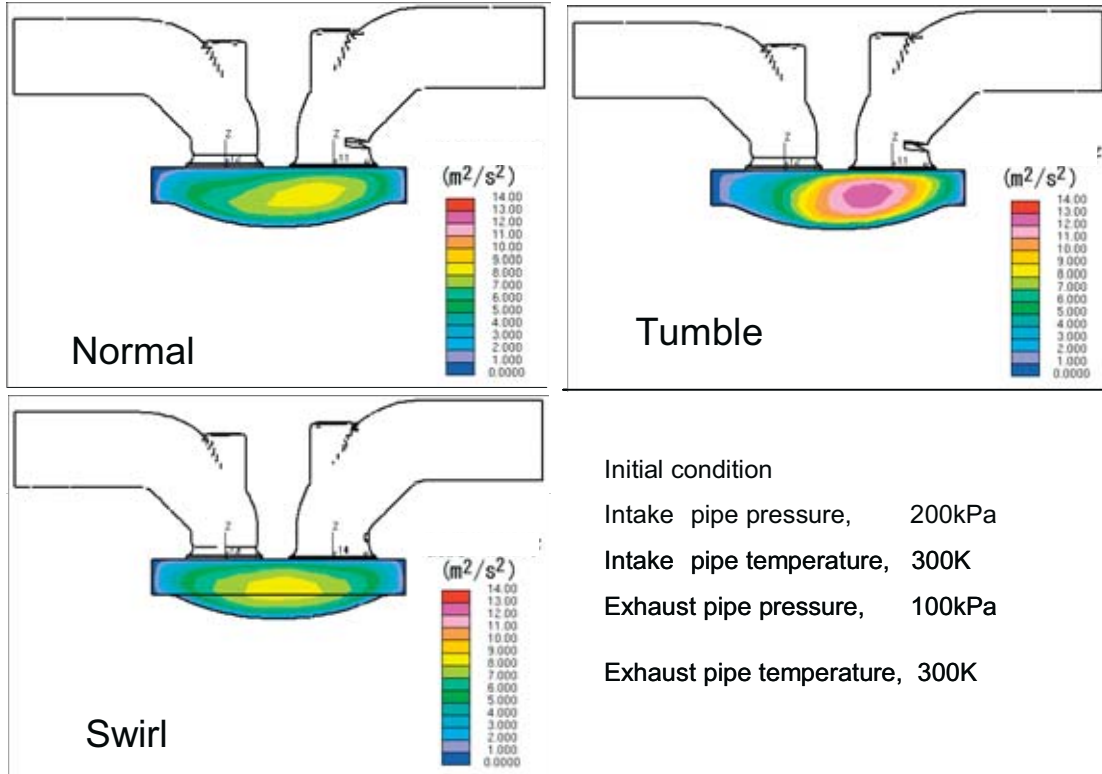 (m²/s²)
14.00
13.00
12.00
11.00
10.00
9.000
8.000
7.000
6.000
5.000
4.000
3.000
2.000
1.000
0.0000
Z
12
Z
11
Normal
(m²/s²)
14.00
13.00
12.00
11.00
10.00
9.000
8.000
7.000
6.000
5.000
4.000
3.000
2.000
1.000
0.0000
Z
12
Z
11
Tumble
(m²/s²)
14.00
13.00
12.00
11.00
10.00
9.000
8.000
7.000
6.000
5.000
4.000
3.000
2.000
1.000
0.0000
Z
Z
14
Swirl
Initial condition
Intake pipe pressure, 200kPa
Intake pipe temperature, 300K
Exhaust pipe pressure, 100kPa
Exhaust pipe temperature, 300K